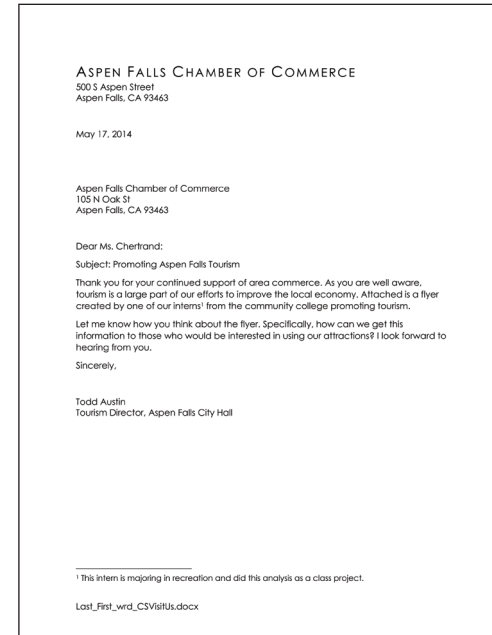 ASPEN FALLS CHAMBER OF COMMERCE
500 S Aspen Street
Aspen Falls, CA 93463
May 17, 2014
Aspen Falls Chamber of Commerce
105 N Oak St
Aspen Falls, CA 93463
Dear Ms. Chertrand:
Subject: Promoting Aspen Falls Tourism
Thank you for your continued support of area commerce. As you are well aware,
tourism is a large part of our efforts to improve the local economy. Attached is a flyer
created by one of our interns¹ from the community college promoting tourism.
Let me know how you think about the flyer. Specifically, how can we get this
information to those who would be interested in using our attractions? I look forward to
hearing from you.
Sincerely,
Todd Austin
Tourism Director, Aspen Falls City Hall
¹ This intern is majoring in recreation and did this analysis as a class project.
Last_First_wrd_CSVisitUs.docx